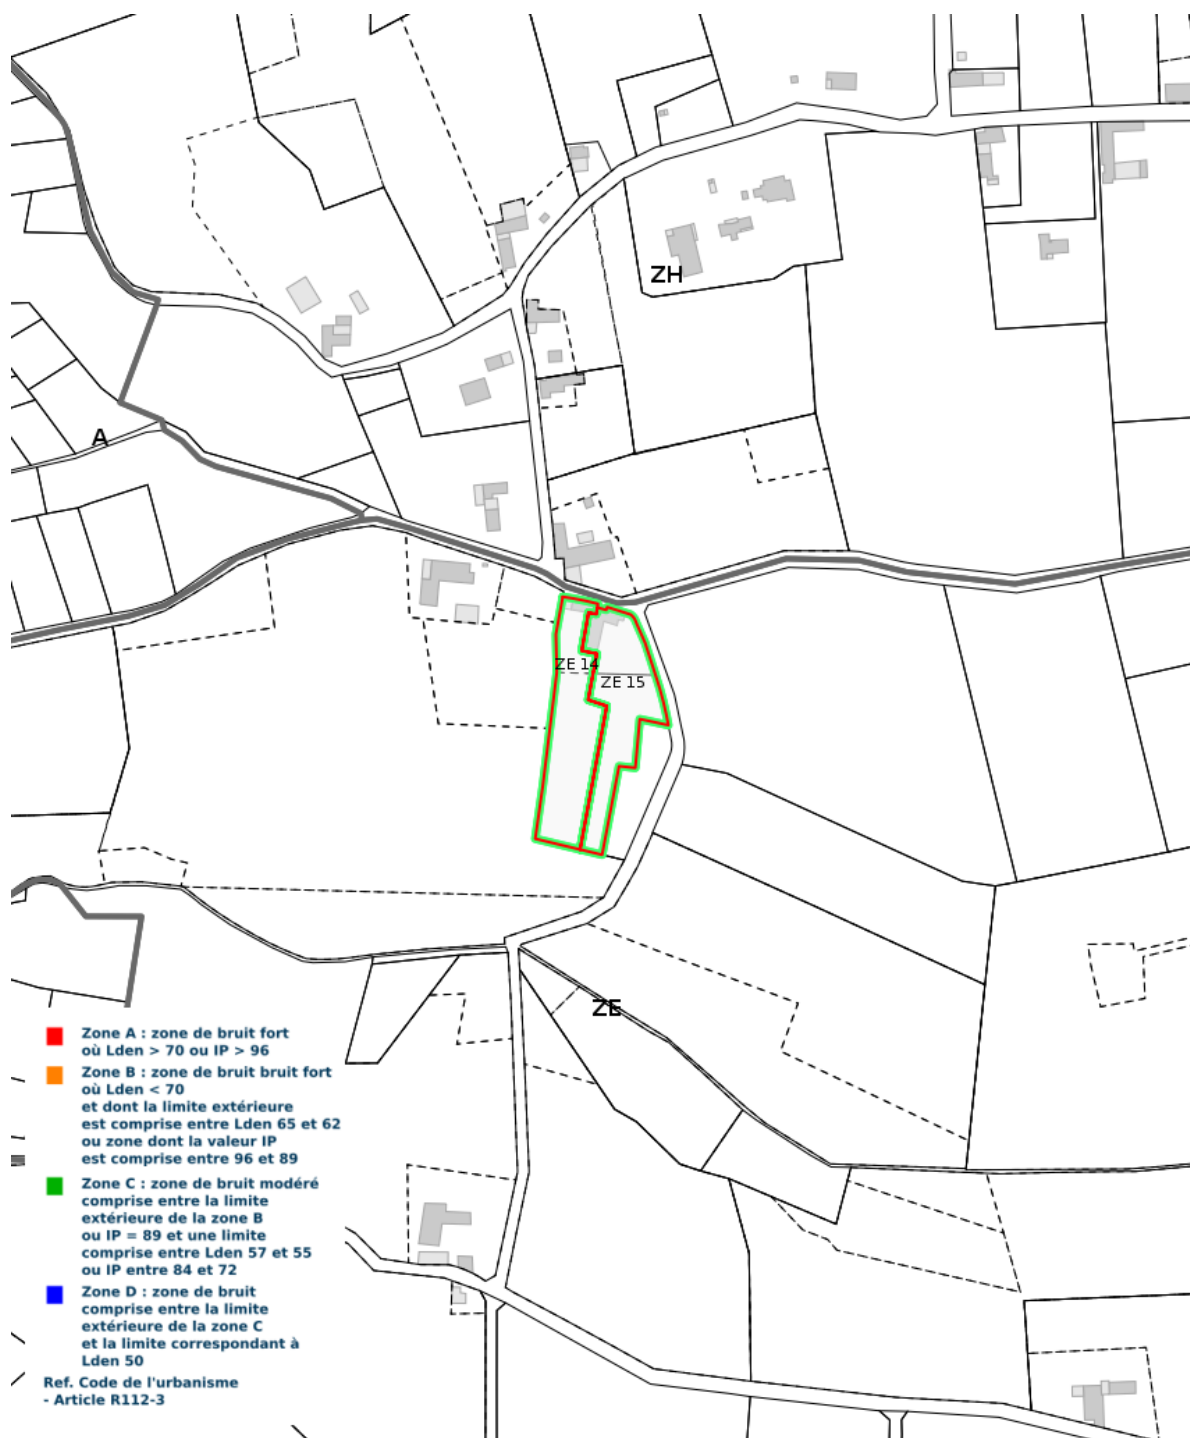 ZH
A
ZE 14
ZE 15
ZE
Zone A : zone de bruit fort
où Lden > 70 ou IP > 96
Zone B : zone de bruit bruit fort
où Lden < 70
et dont la limite extérieure
est comprise entre Lden 65 et 62
ou zone dont la valeur IP
est comprise entre 96 et 89
Zone C : zone de bruit modéré
comprise entre la limite
extérieure de la zone B
ou IP = 89 et une limite
comprise entre Lden 57 et 55
ou IP entre 84 et 72
Zone D : zone de bruit
comprise entre la limite
extérieure de la zone C
et la limite correspondant à
Lden 50
Ref. Code de l'urbanisme
- Article R112-3